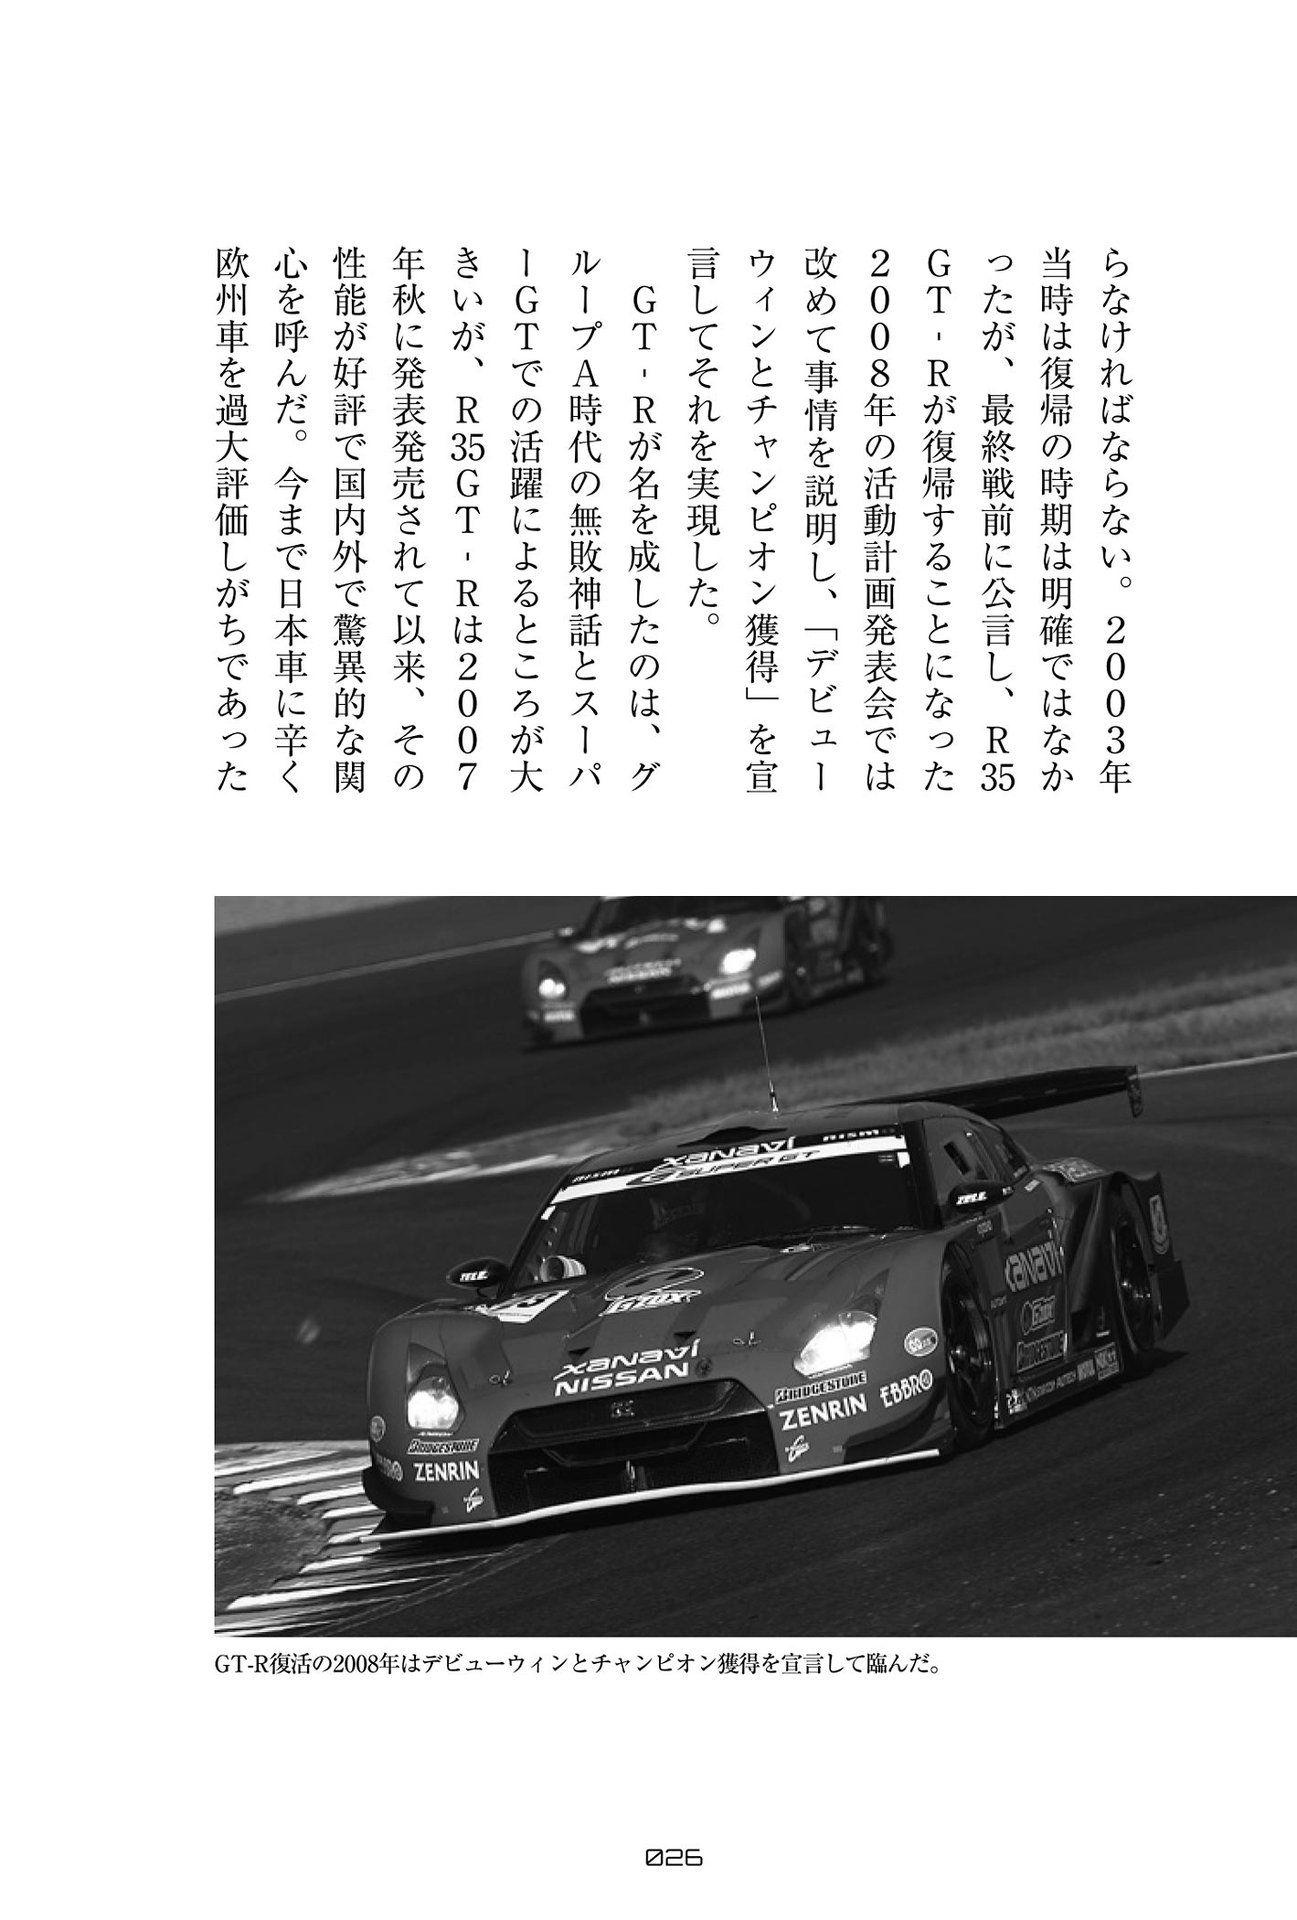 らなければならない。2003年
当時は復帰の時期は明確ではなか
ったが、最終戦前に公言し、R35
GT-Rが復帰することになった
2008年の活動計画発表会では
改めて事情を説明し、「デビュー
ウィンとチャンピオン獲得」を宣
言してそれを実現した。
　GT-Rが名を成したのは、グ
ループA時代の無敗神話とスーパ
ーGTでの活躍によるところが大
きいが、R35GT-Rは2007
年秋に発表発売されて以来、その
性能が好評で国内外で驚異的な関
心を呼んだ。今まで日本車に辛く
欧州車を過大評価しがちであった
NISSAN
nismo
XANAVI
nismo
SUPER GT
XANAVI
XANAVI
NISSAN
BRIDGESTONE
ZENRIN
EBBRO
BRIDGESTONE
ZENRIN
BRIDGESTONE
GT-R復活の2008年はデビューウィンとチャンピオン獲得を宣言して臨んだ。
026